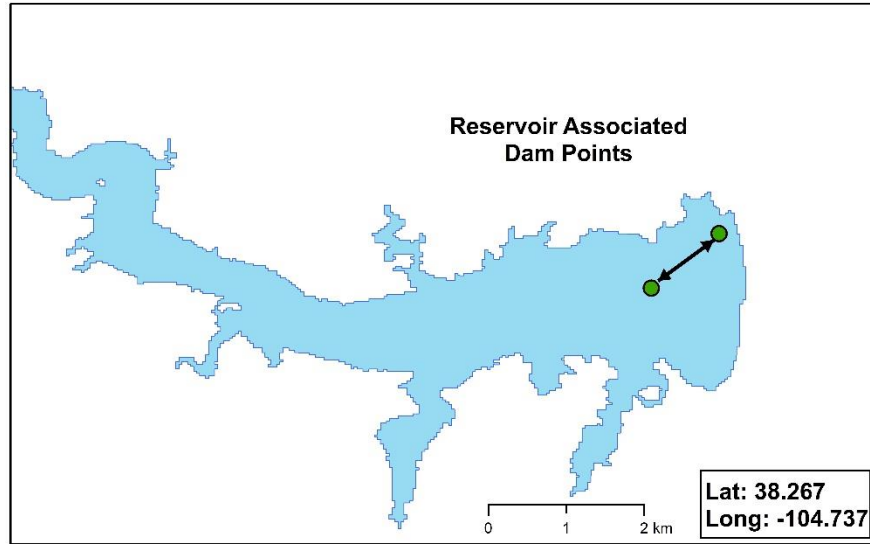 Reservoir Associated
Dam Points
0 1 2 km
Lat: 38.267
Long: -104.737